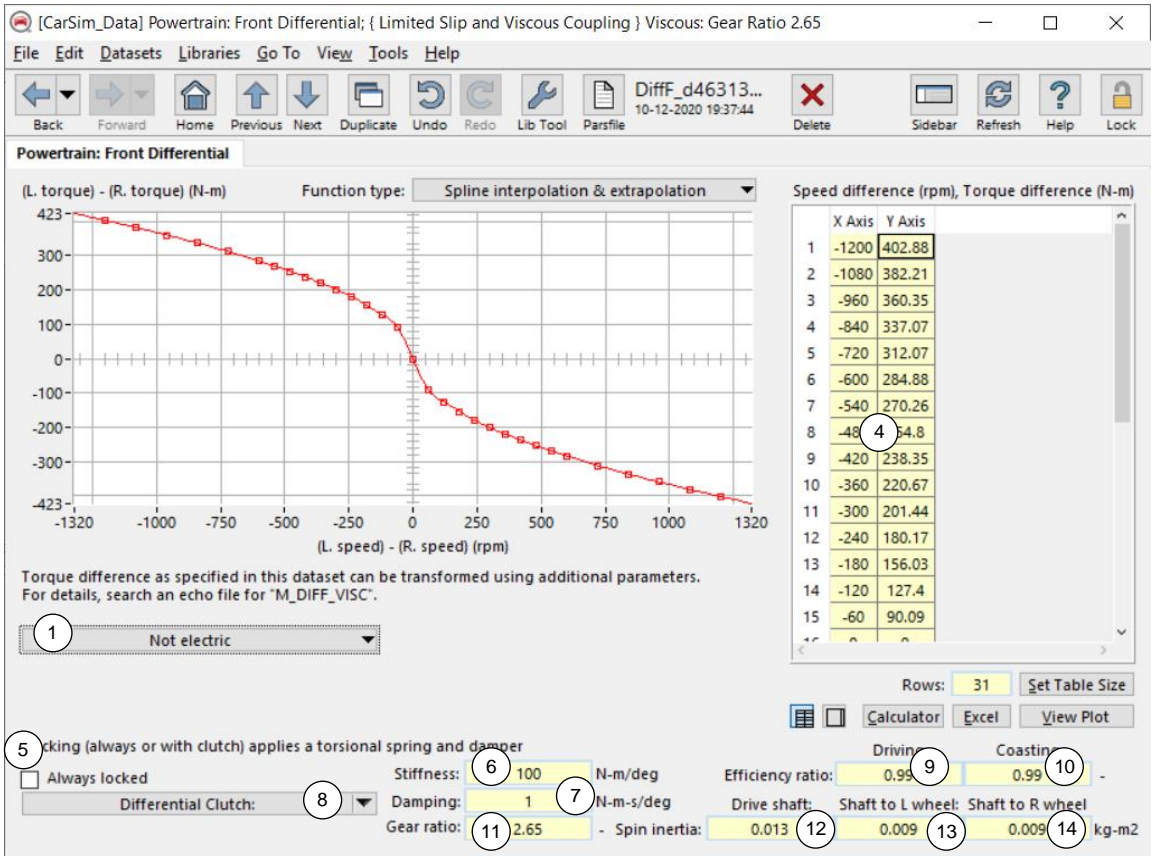 [CarSim_Data] Powertrain: Front Differential; { Limited Slip and Viscous Coupling } Viscous: Gear Ratio 2.65
File Edit Datasets Libraries Go To View Tools Help
DiffF_d46313...
10-12-2020 19:37:44
Back Forward Home Previous Next Duplicate Undo Redo Lib Tool Parsfile Delete Sidebar Refresh Help Lock
Powertrain: Front Differential
(L. torque) - (R. torque) (N-m) Function type: Spline interpolation & extrapolation Speed difference (rpm), Torque difference (N-m)
423
300
200
100
0
-100
-200
-300
-423
-1320 -1000 -750 -500 -250 0 250 500 750 1000 1320
(L. speed) - (R. speed) (rpm)
X Axis Y Axis
1 -1200 402.88
2 -1080 382.21
3 -960 360.35
4 -840 337.07
5 -720 312.07
6 -600 284.88
7 -540 270.26
8 -48 4 54.8
9 -420 238.35
10 -360 220.67
11 -300 201.44
12 -240 180.17
13 -180 156.03
14 -120 127.4
15 -60 90.09
Torque difference as specified in this dataset can be transformed using additional parameters.
For details, search an echo file for "M_DIFF_VISC".
1 Not electric
Rows: 31 Set Table Size
Calculator Excel View Plot
5 cking (always or with clutch) applies a torsional spring and damper
Always locked
Differential Clutch: 8
Stiffness: 6 100 N-m/deg
Damping: 1 7 N-m-s/deg
Gear ratio: 11 2.65 - Spin inertia:
Driving Coasting
Efficiency ratio: 0.99 9 0.99 10 -
Drive shaft: Shaft to L wheel: Shaft to R wheel
0.013 12 0.009 13 0.009 14 kg-m2